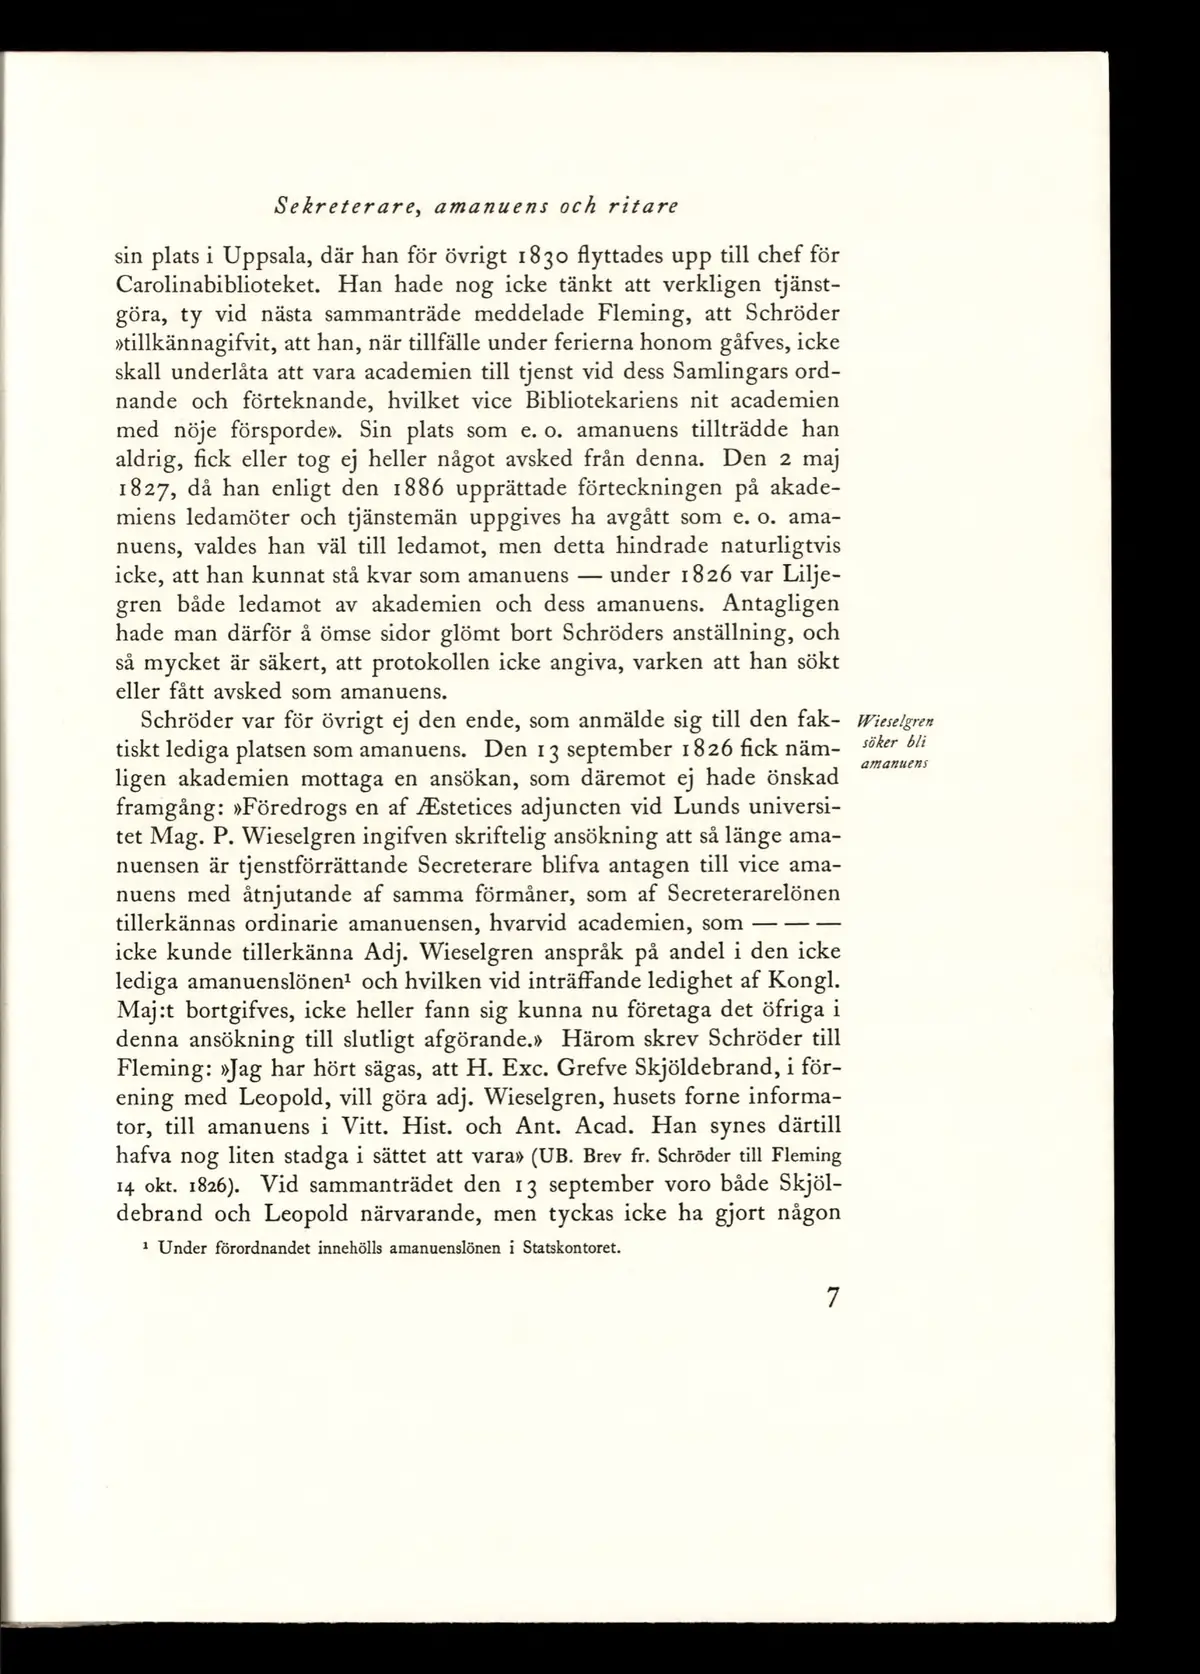 Sekreterare, amanuens och ritare
sin plats i Uppsala, där han för övrigt 1830 flyttades upp till chef för
Carolinabiblioteket. Han hade nog icke tänkt att verkligen tjänst-
göra, ty vid nästa sammanträde meddelade Fleming, att Schröder
»tillkännagifvit, att han, när tillfälle under ferierna honom gåfves, icke
skall underlåta att vara academien till tjenst vid dess Samlingars ord-
nande och förteknande, hvilket vice Bibliotekariens nit academien
med nöje försporde». Sin plats som e. o. amanuens tillträdde han
aldrig, fick eller tog ej heller något avsked från denna. Den 2 maj
1827, då han enligt den 1886 upprättade förteckningen på akade-
miens ledamöter och tjänstemän uppgives ha avgått som e. o. ama-
nuens, valdes han väl till ledamot, men detta hindrade naturligtvis
icke, att han kunnat stå kvar som amanuens — under 1826 var Lilje-
gren både ledamot av akademien och dess amanuens. Antagligen
hade man därför å ömse sidor glömt bort Schröders anställning, och
så mycket är säkert, att protokollen icke angiva, varken att han sökt
eller fått avsked som amanuens.
Schröder var för övrigt ej den ende, som anmälde sig till den fak-
tiskt lediga platsen som amanuens. Den 13 september 1826 fick näm-
ligen akademien mottaga en ansökan, som däremot ej hade önskad
framgång: »Föredrogs en af Æstetices adjuncten vid Lunds universi-
tet Mag. P. Wieselgren ingifven skriftelig ansökning att så länge ama-
nuensen är tjenstförrättande Secreterare blifva antagen till vice ama-
nuens med åtnjutande af samma förmåner, som af Secreterarelönen
tillerkännas ordinarie amanuensen, hvarvid academien, som — — —
icke kunde tillerkänna Adj. Wieselgren anspråk på andel i den icke
lediga amanuenslönen¹ och hvilken vid inträffande ledighet af Kongl.
Maj:t bortgifves, icke heller fann sig kunna nu företaga det öfriga i
denna ansökning till slutligt afgörande.» Härom skrev Schröder till
Fleming: »Jag har hört sägas, att H. Exc. Grefve Skjöldebrand, i för-
ening med Leopold, vill göra adj. Wieselgren, husets forne informa-
tor, till amanuens i Vitt. Hist. och Ant. Acad. Han synes därtill
hafva nog liten stadga i sättet att vara» (UB. Brev fr. Schröder till Fleming
14 okt. 1826). Vid sammanträdet den 13 september voro både Skjöl-
debrand och Leopold närvarande, men tyckas icke ha gjort någon
Wieselgren
söker bli
amanuens
¹ Under förordnandet innehölls amanuenslönen i Statskontoret.
7